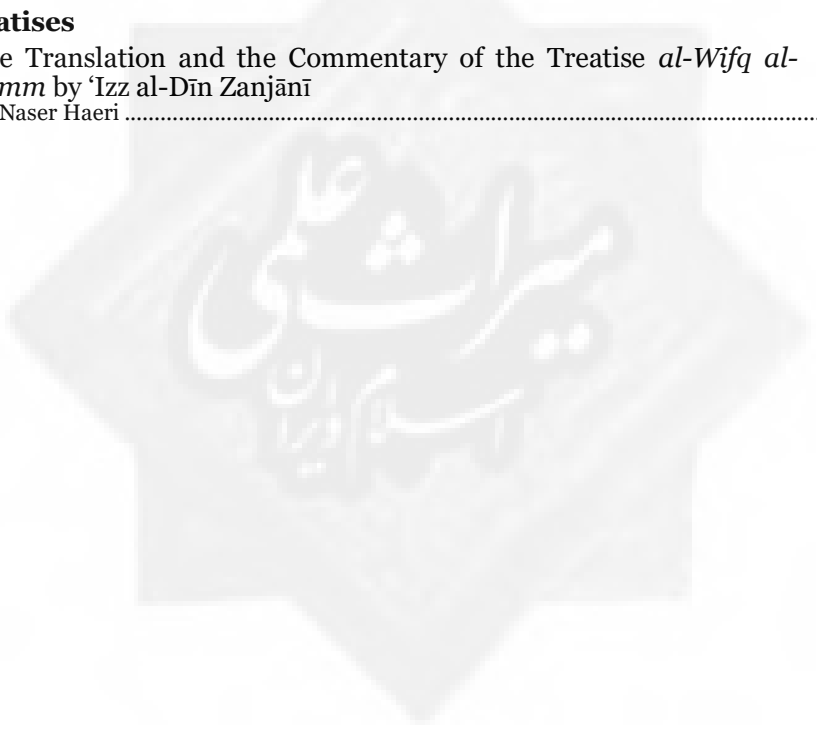 atises
e Translation and the Commentary of the Treatise al-Wifq al-
mm by ‘Izz al-Dīn Zanjānī
Naser Haeri ....................................................................................................................
میراث علمی
اسلام و ایران